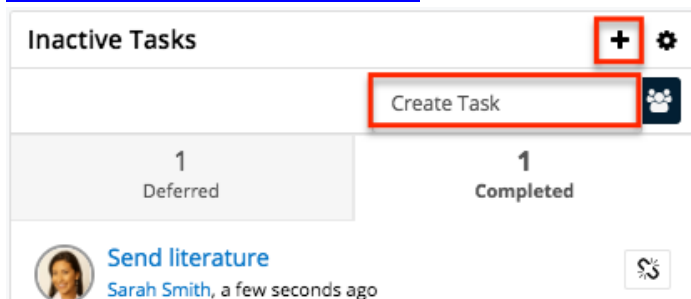 Inactive Tasks
Create Task
1
Deferred
1
Completed
Send literature
Sarah Smith, a few seconds ago